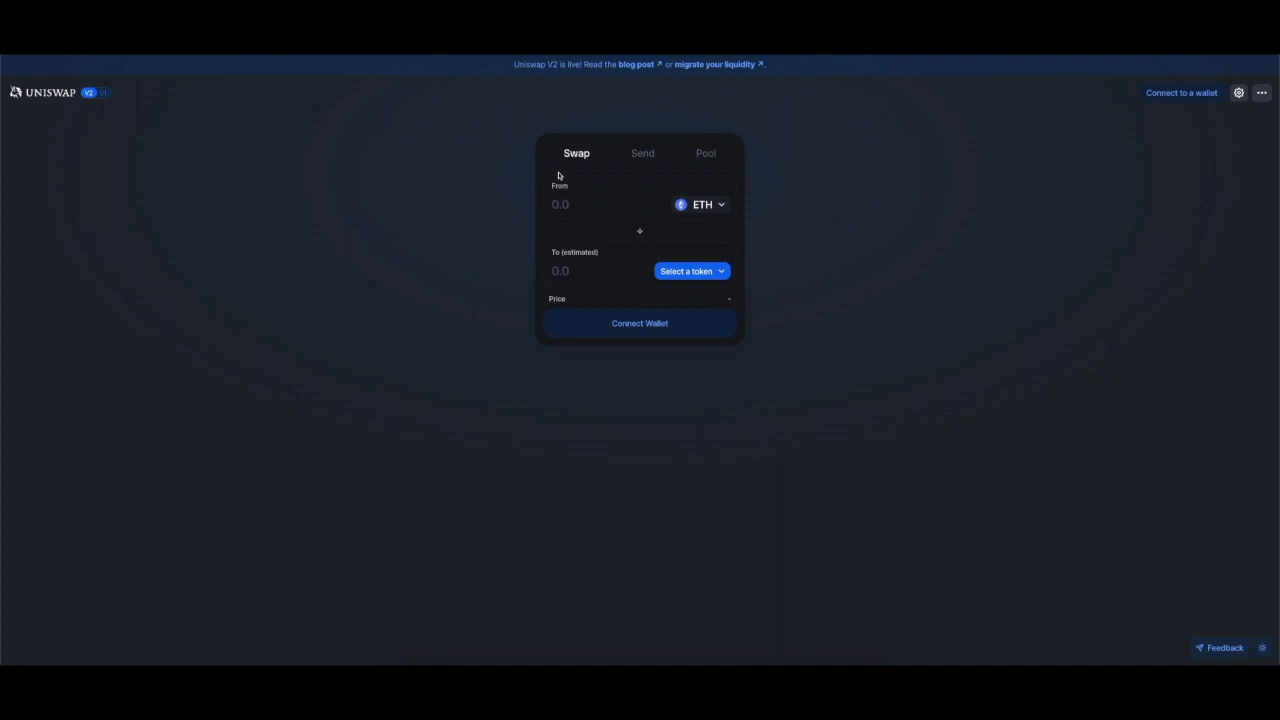 Uniswap V2 is live! Read the blog post ↗ or migrate your liquidity ↗.
UNISWAP V2 V1
Connect to a wallet
Swap Send Pool
From
0.0 ETH
To (estimated)
0.0 Select a token
Price -
Connect Wallet
Feedback